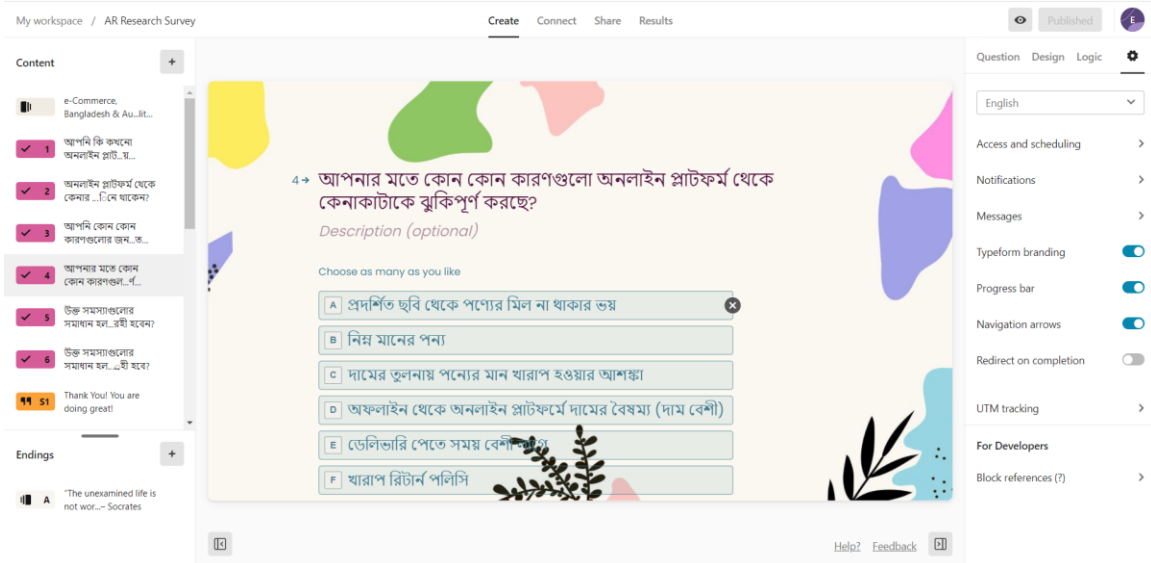 My workspace / AR Research Survey
Create Connect Share Results
Published
E
Content
+
e-Commerce,
Bangladesh & Au...lit...
1
আপনি কি কখনো
অনলাইন প্লাট...য়...
2
অনলাইন প্লাটফর্ম থেকে
কেনার ...িনে থাকেন?
3
আপনি কোন কোন
কারণগুলোর জন...ত...
4
আপনার মতে কোন
কোন কারণগুল...র্ণ...
5
উক্ত সমস্যাগুলোর
সমাধান হল...রহী হবেন?
6
উক্ত সমস্যাগুলোর
সমাধান হল...হী হবে?
S1
Thank You! You are
doing great!
Endings
+
A
"The unexamined life is
not wor...– Socrates
4→ আপনার মতে কোন কোন কারণগুলো অনলাইন প্লাটফর্ম থেকে
কেনাকাটাকে ঝুকিপূর্ণ করছে?
Description (optional)
Choose as many as you like
A প্রদর্শিত ছবি থেকে পণ্যের মিল না থাকার ভয়
B নিম্ন মানের পন্য
C দামের তুলনায় পন্যের মান খারাপ হওয়ার আশঙ্কা
D অফলাইন থেকে অনলাইন প্লাটফর্মে দামের বৈষম্য (দাম বেশী)
E ডেলিভারি পেতে সময় বেশী
F খারাপ রিটার্ন পলিসি
Help? Feedback
Question Design Logic
English
Access and scheduling
Notifications
Messages
Typeform branding
Progress bar
Navigation arrows
Redirect on completion
UTM tracking
For Developers
Block references (?)